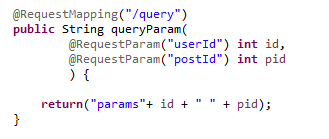 @RequestMapping("/query")
public String queryParam(
@RequestParam("userId") int id,
@RequestParam("postId") int pid
) {
return("params"+ id + " " + pid);
}